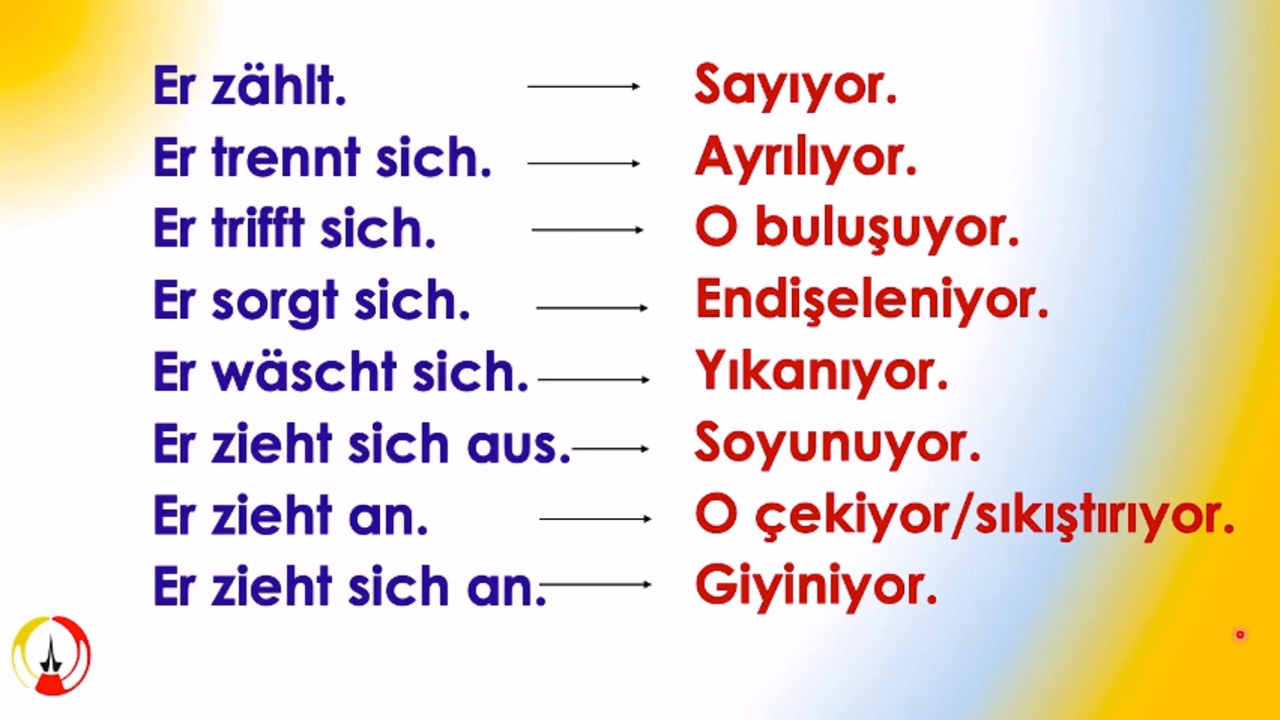 Er zählt. Sayıyor.
Er trennt sich. Ayrılıyor.
Er trifft sich. O buluşuyor.
Er sorgt sich. Endişeleniyor.
Er wäscht sich. Yıkanıyor.
Er zieht sich aus. Soyunuyor.
Er zieht an. O çekiyor/sıkıştırıyor.
Er zieht sich an. Giyiniyor.